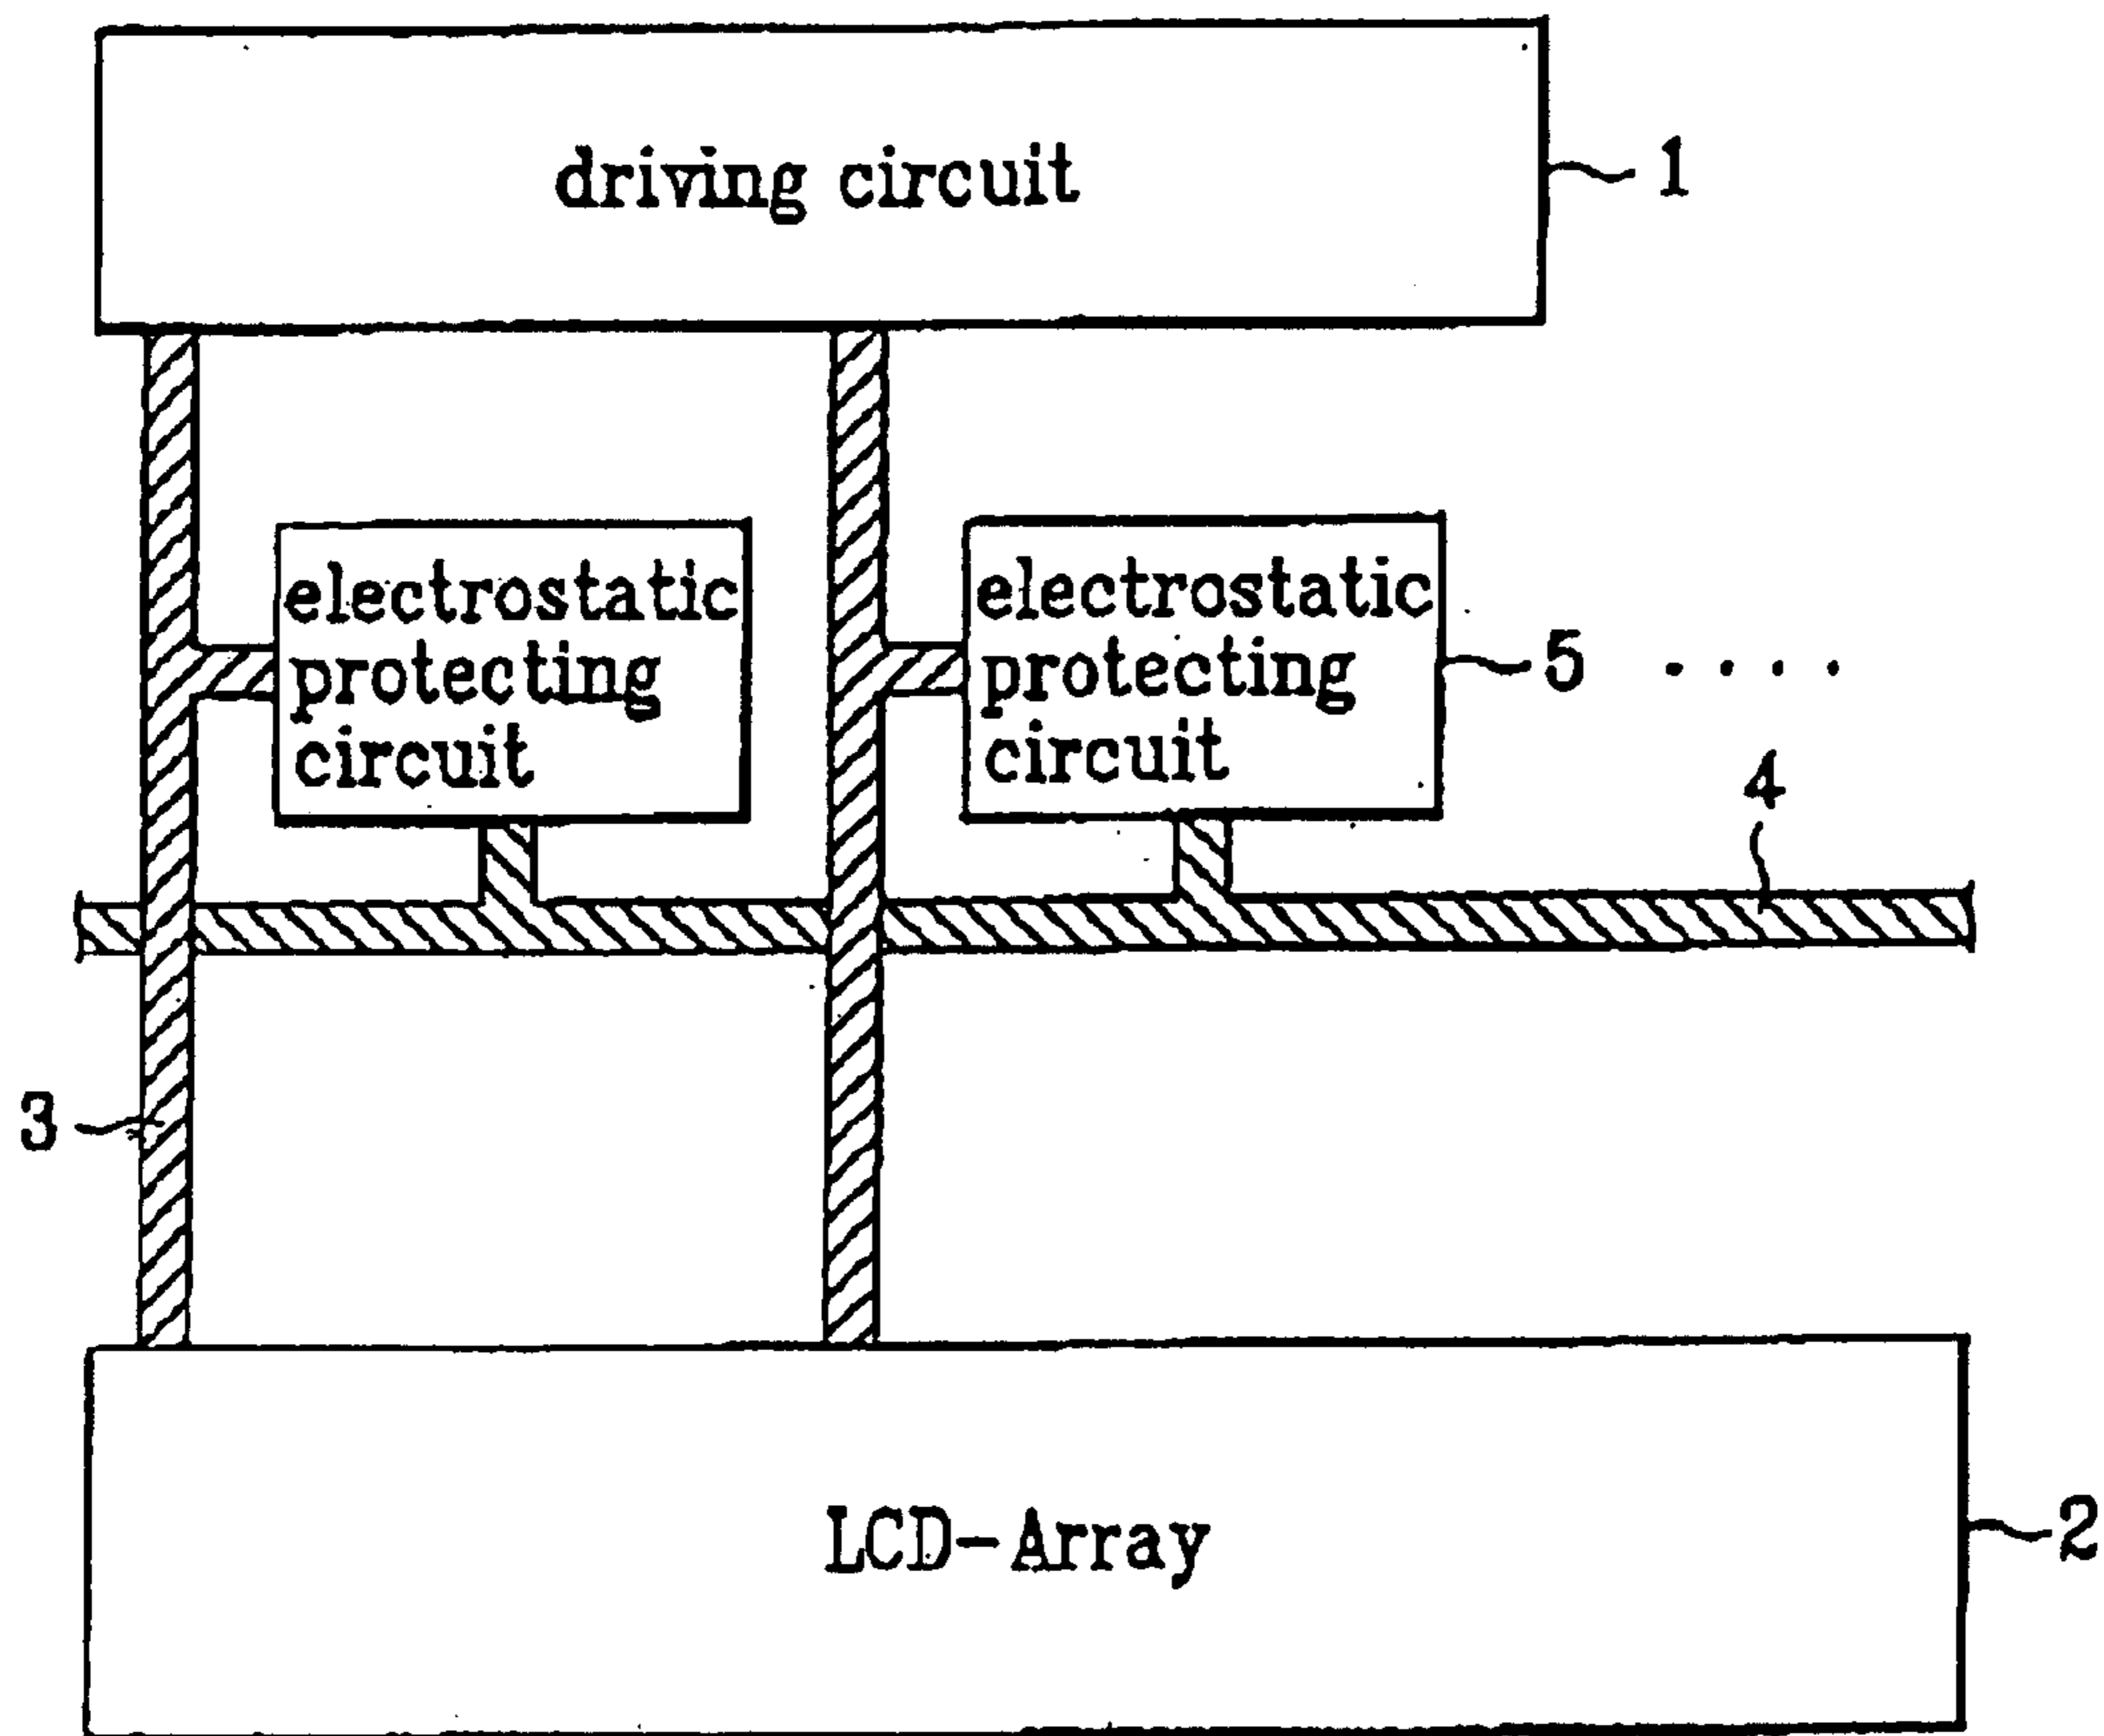 driving circuit
1
electrostatic
protecting
circuit
electrostatic
protecting
circuit
5 ....
4
3
LCD-Array
2